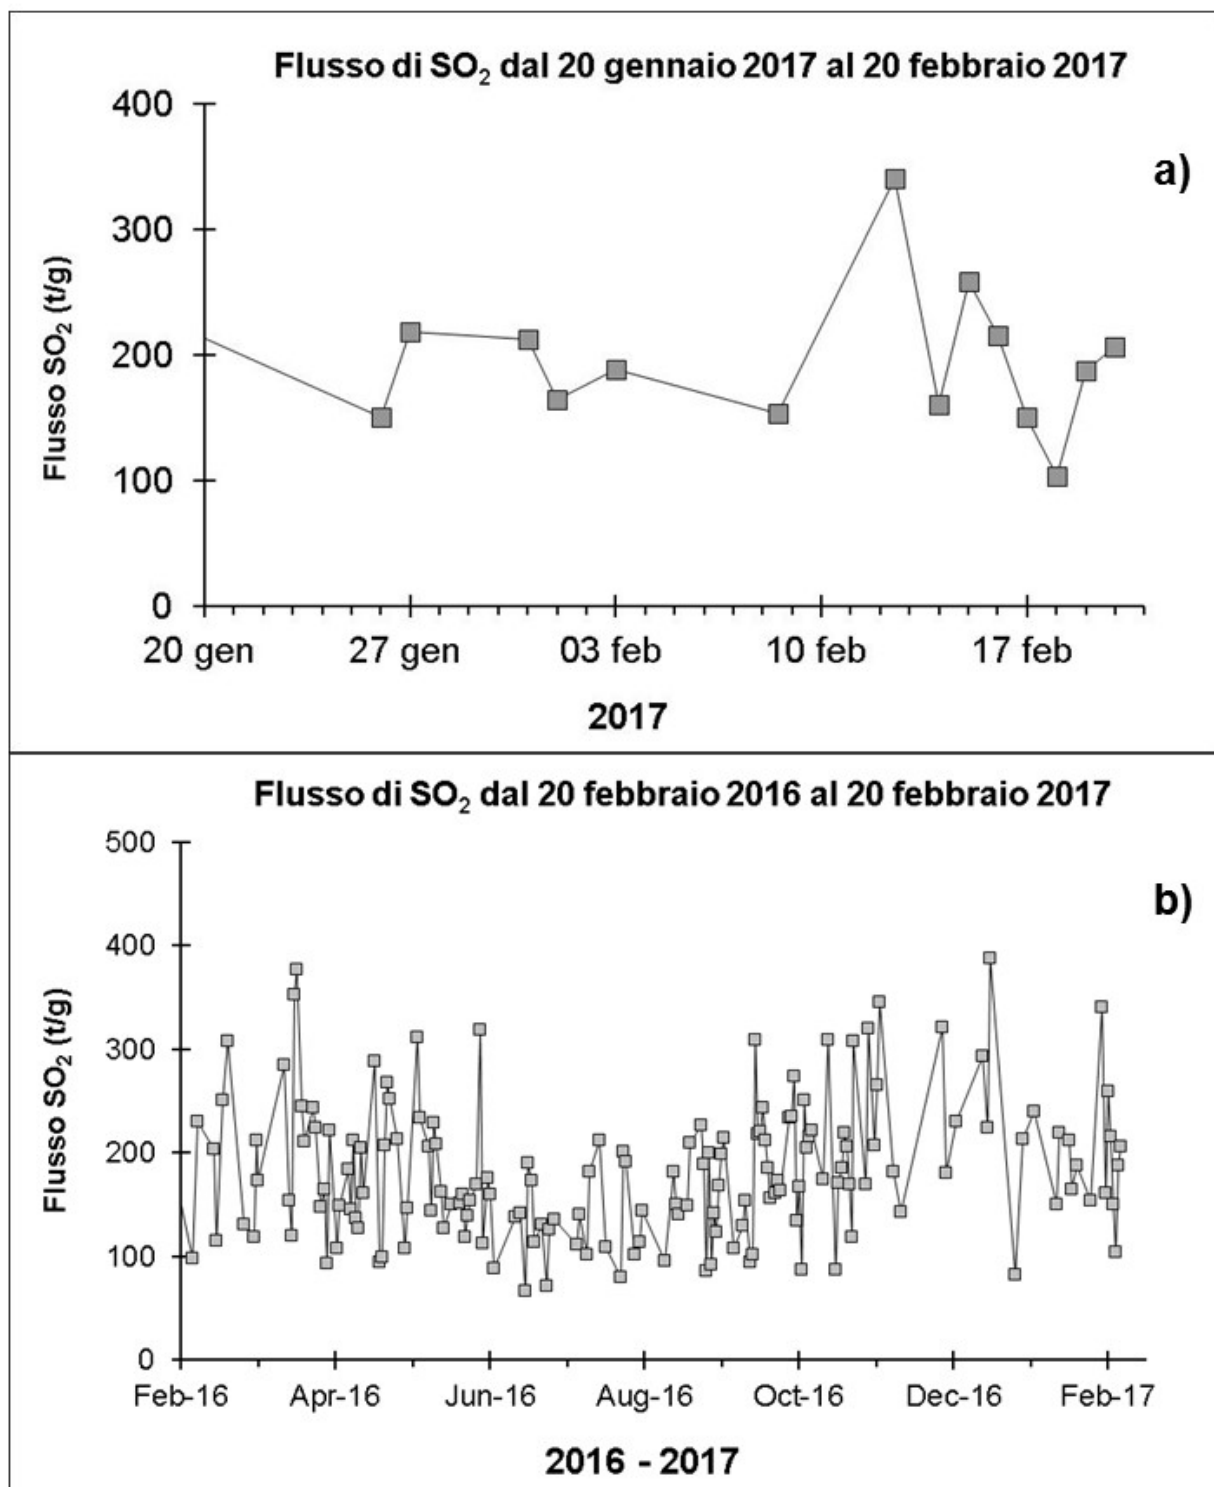 Flusso di SO₂ dal 20 gennaio 2017 al 20 febbraio 2017
a)
400
300
200
100
0
Flusso SO₂ (t/g)
20 gen 27 gen 03 feb 10 feb 17 feb
2017
Flusso di SO₂ dal 20 febbraio 2016 al 20 febbraio 2017
b)
500
400
300
200
100
0
Flusso SO₂ (t/g)
Feb-16 Apr-16 Jun-16 Aug-16 Oct-16 Dec-16 Feb-17
2016 - 2017